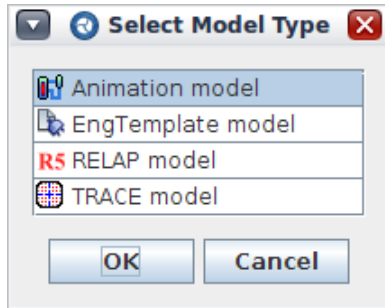 Select Model Type
Animation model
EngTemplate model
R5 RELAP model
TRACE model
OK Cancel